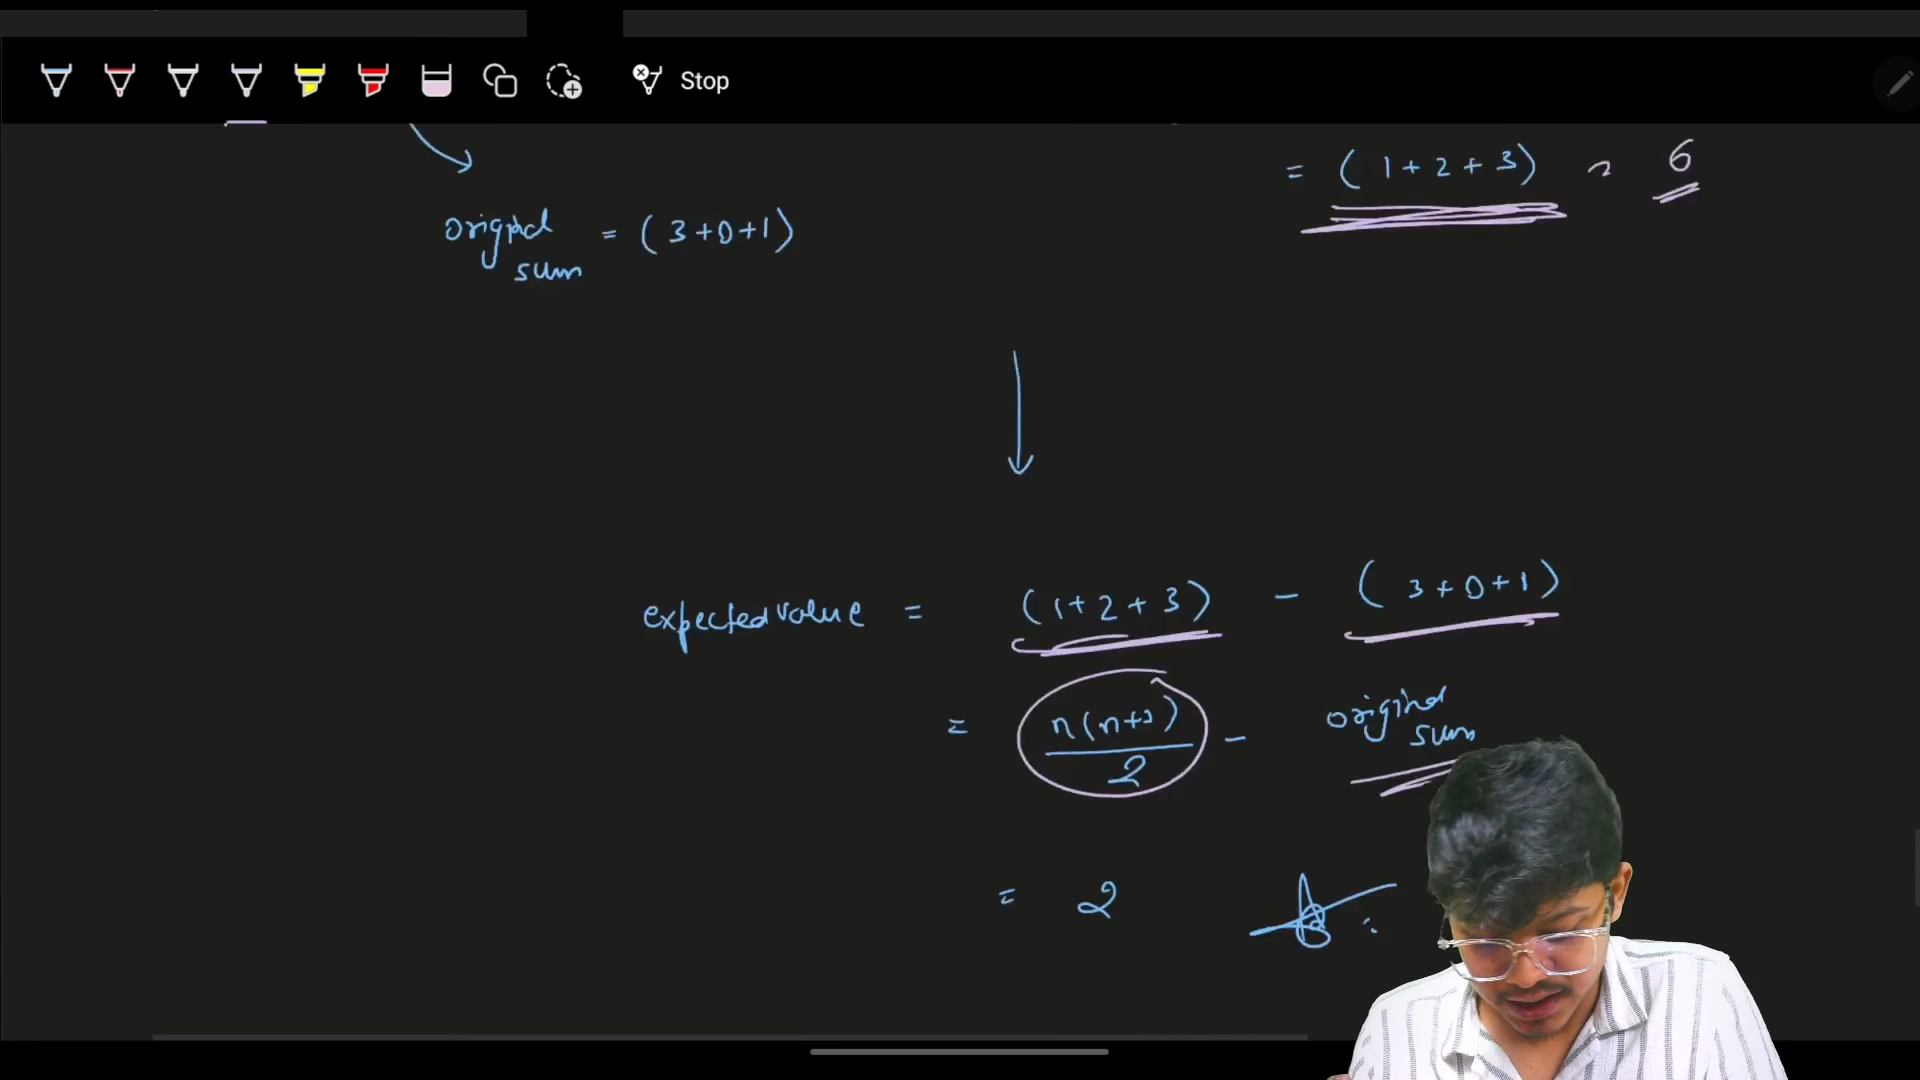 Stop
= (1+2+3) ~ 6
original sum = (3+0+1)
expected value = (1+2+3) - (3+0+1)
= n(n+1)/2 - original sum
= 2